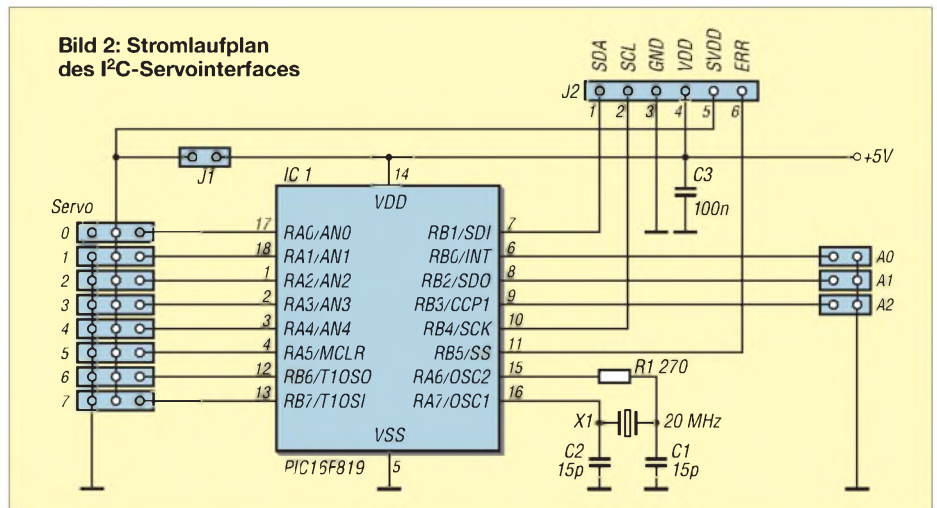 Bild 2: Stromlaufplan
des I²C-Servointerfaces
SDA SCL GND VDD SVDD ERR
J2
1 2 3 4 5 6
J1
+5V
IC 1
14
VDD
C3
100n
Servo
0 17 RA0/AN0 RB1/SDI 7
1 18 RA1/AN1 RB0/INT 6 A0
2 1 RA2/AN2 RB2/SDO 8 A1
3 2 RA3/AN3 RB3/CCP1 9 A2
4 3 RA4/AN4 RB4/SCK 10
5 4 RA5/MCLR RB5/SS 11
6 12 RB6/T1OSO RA6/OSC2 15 R1 270
7 13 RB7/T1OSI RA7/OSC1 16
X1 20 MHz
VSS
PIC16F819 5
C2
15p
C1
15p